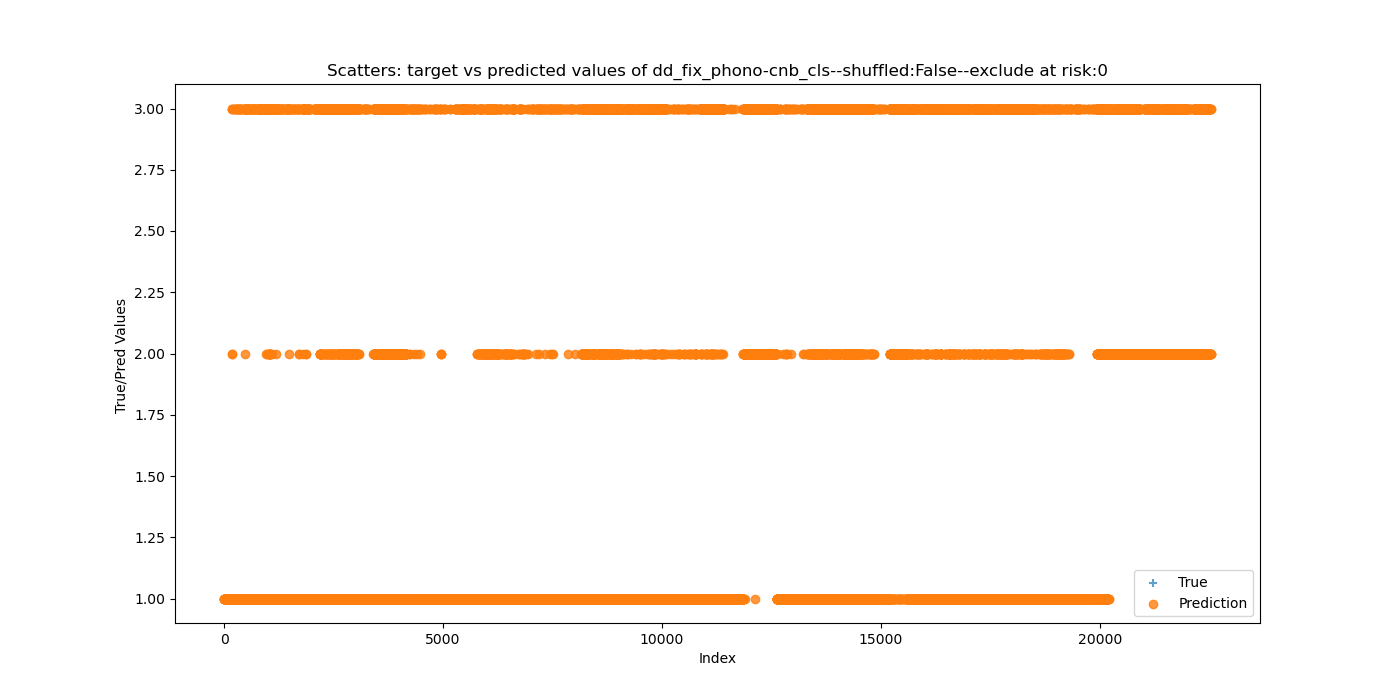 Scatters: target vs predicted values of dd_fix_phono-cnb_cls--shuffled:False--exclude at risk:0
True/Pred Values
3.00
2.75
2.50
2.25
2.00
1.75
1.50
1.25
1.00
True
Prediction
0
5000
10000
15000
20000
Index